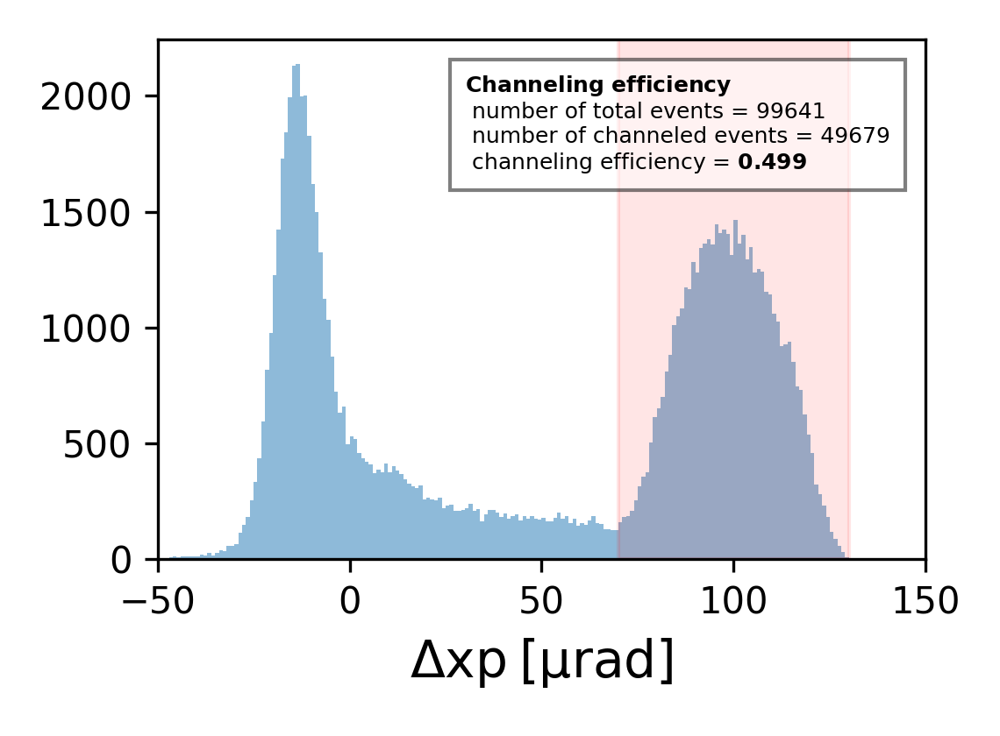 2000
1500
1000
500
0
Channeling efficiency
number of total events = 99641
number of channeled events = 49679
channeling efficiency = 0.499
−50 0 50 100 150
Δxp [μrad]